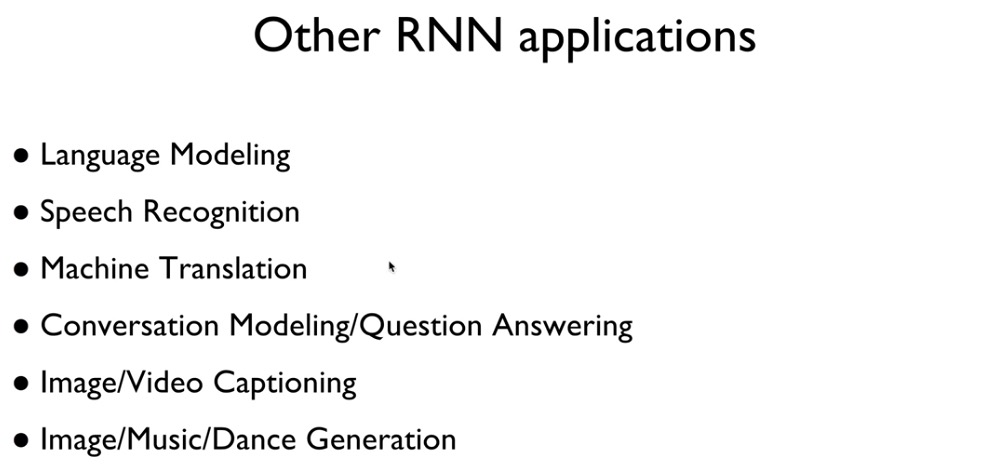 Other RNN applications
● Language Modeling
● Speech Recognition
● Machine Translation
● Conversation Modeling/Question Answering
● Image/Video Captioning
● Image/Music/Dance Generation